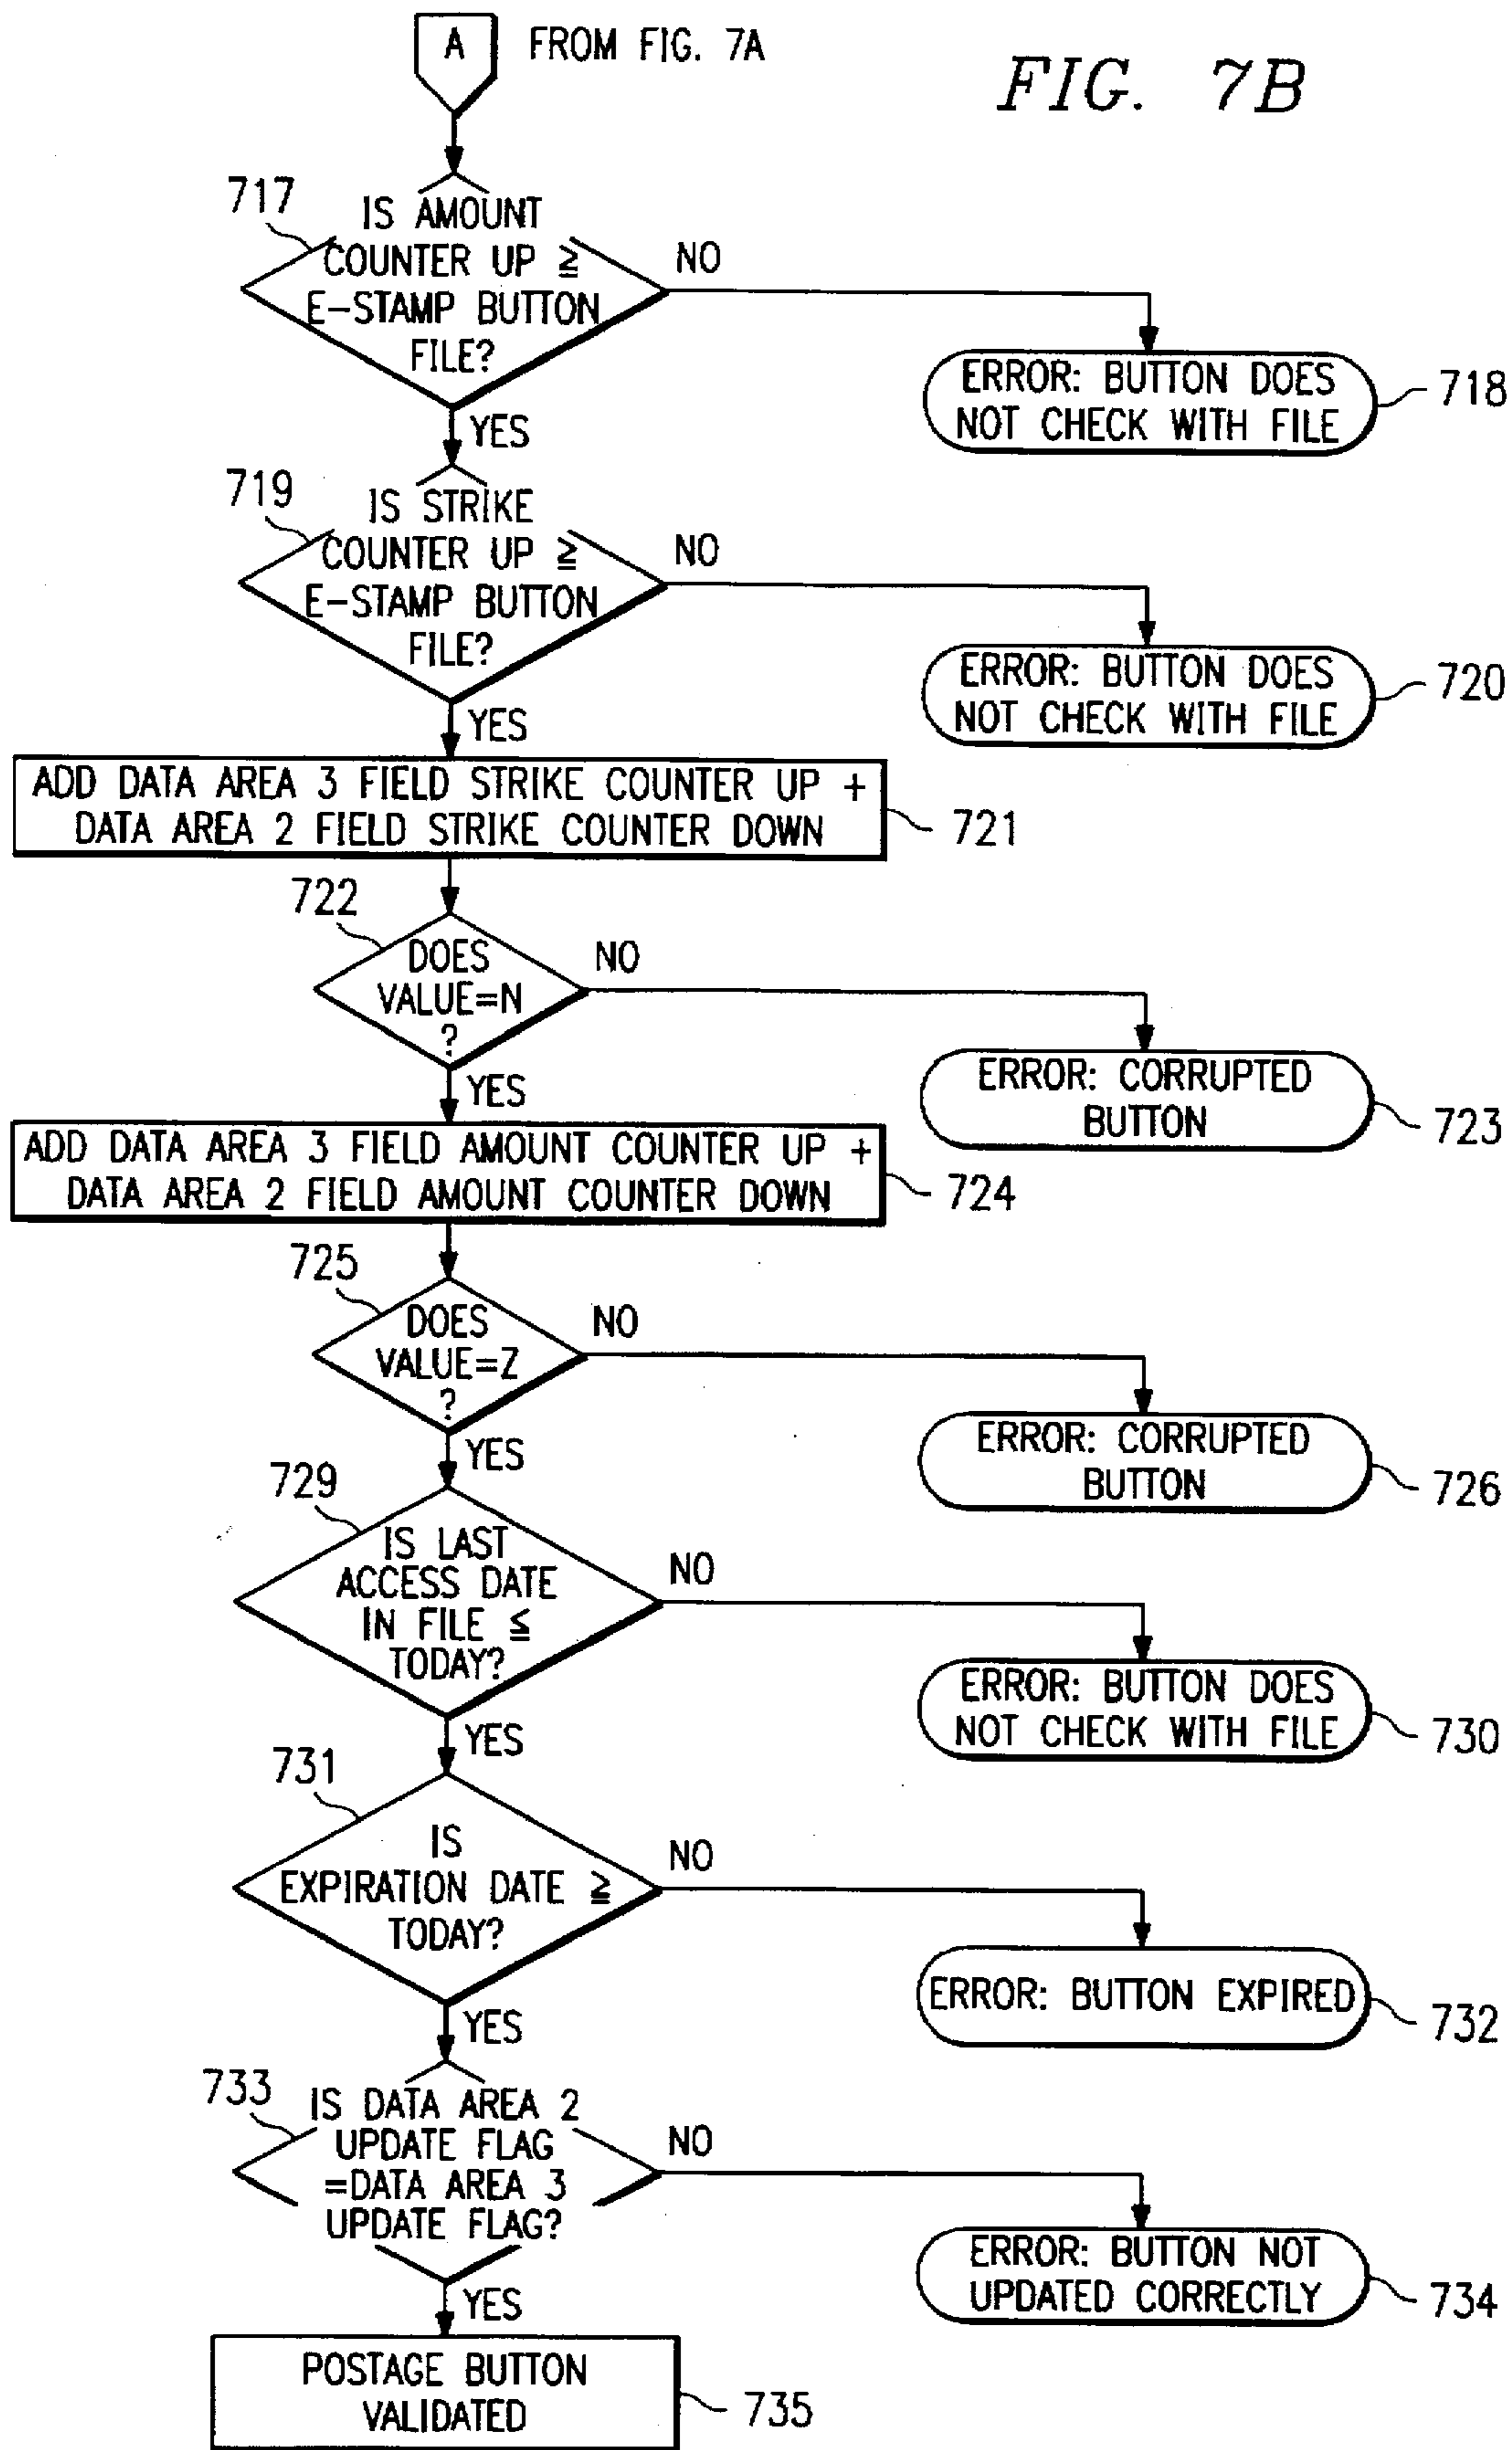 A FROM FIG. 7A
FIG. 7B
717
IS AMOUNT
COUNTER UP ≧
E-STAMP BUTTON
FILE?
NO
ERROR: BUTTON DOES
NOT CHECK WITH FILE
718
YES
719
IS STRIKE
COUNTER UP ≧
E-STAMP BUTTON
FILE?
NO
ERROR: BUTTON DOES
NOT CHECK WITH FILE
720
YES
ADD DATA AREA 3 FIELD STRIKE COUNTER UP +
DATA AREA 2 FIELD STRIKE COUNTER DOWN
721
722
DOES
VALUE=N
?
NO
ERROR: CORRUPTED
BUTTON
723
YES
ADD DATA AREA 3 FIELD AMOUNT COUNTER UP +
DATA AREA 2 FIELD AMOUNT COUNTER DOWN
724
725
DOES
VALUE=Z
?
NO
ERROR: CORRUPTED
BUTTON
726
YES
729
IS LAST
ACCESS DATE
IN FILE ≦
TODAY?
NO
ERROR: BUTTON DOES
NOT CHECK WITH FILE
730
YES
731
IS
EXPIRATION DATE ≧
TODAY?
NO
ERROR: BUTTON EXPIRED
732
YES
733
IS DATA AREA 2
UPDATE FLAG
=DATA AREA 3
UPDATE FLAG?
NO
ERROR: BUTTON NOT
UPDATED CORRECTLY
734
YES
POSTAGE BUTTON
VALIDATED
735